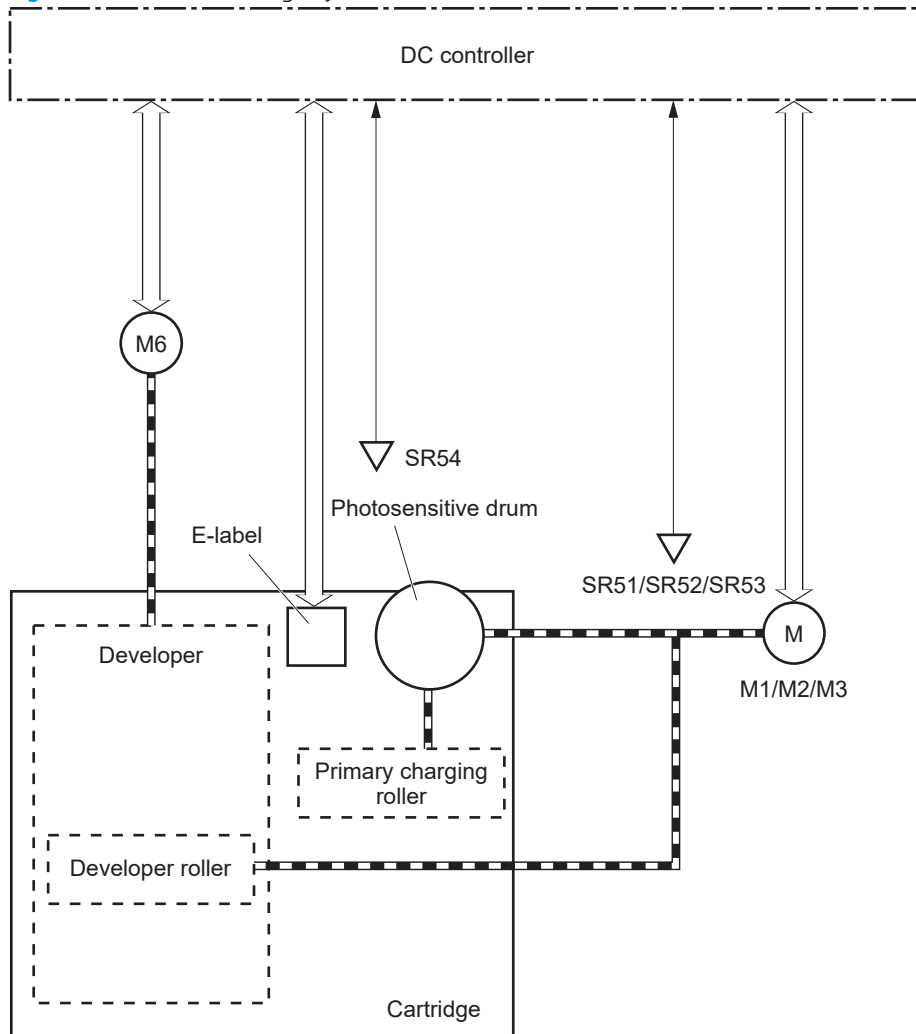 DC controller
M6
SR54
Photosensitive drum
E-label
SR51/SR52/SR53
M
M1/M2/M3
Developer
Primary charging
roller
Developer roller
Cartridge